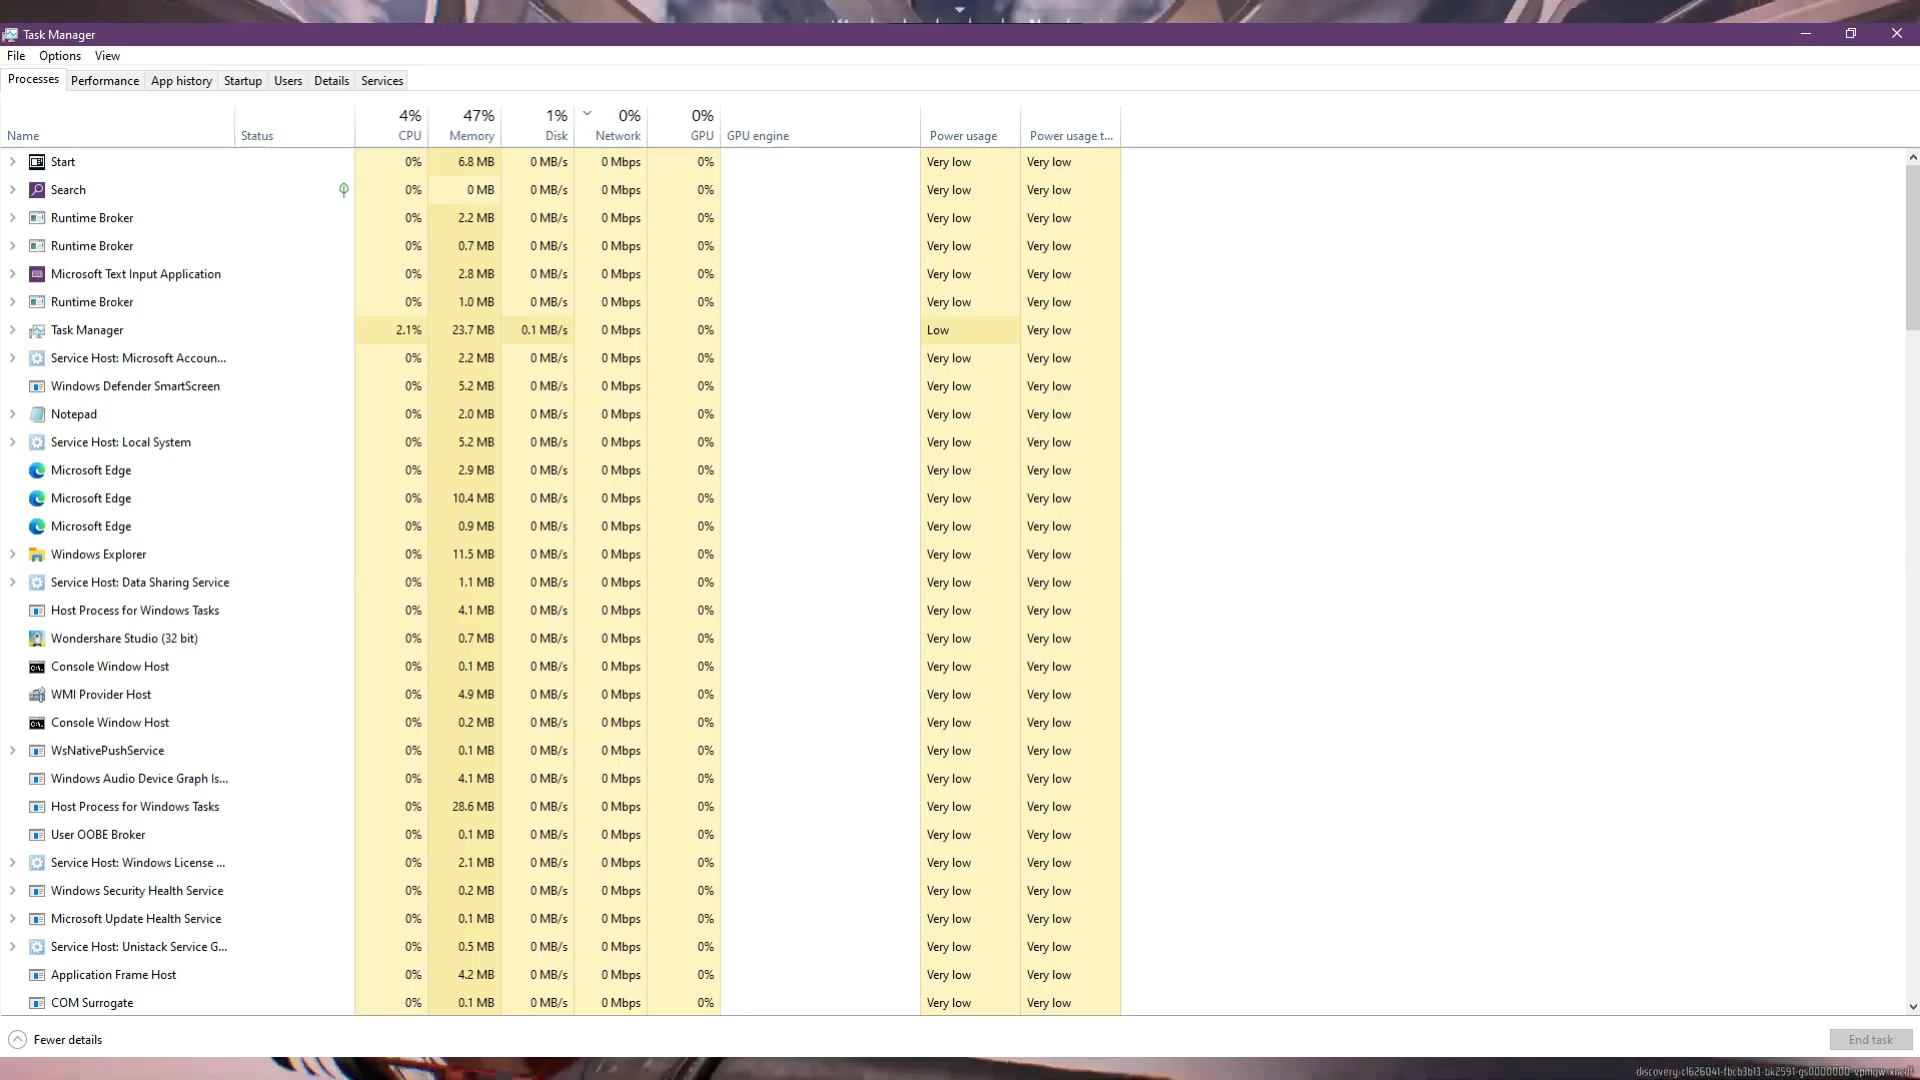 Task Manager
File Options View
Processes Performance App history Startup Users Details Services
4% 47% 1% 0% 0%
Name Status CPU Memory Disk Network GPU GPU engine Power usage Power usage t...
Start 0% 6.8 MB 0 MB/s 0 Mbps 0% Very low Very low
Search 0% 0 MB 0 MB/s 0 Mbps 0% Very low Very low
Runtime Broker 0% 2.2 MB 0 MB/s 0 Mbps 0% Very low Very low
Runtime Broker 0% 0.7 MB 0 MB/s 0 Mbps 0% Very low Very low
Microsoft Text Input Application 0% 2.8 MB 0 MB/s 0 Mbps 0% Very low Very low
Runtime Broker 0% 1.0 MB 0 MB/s 0 Mbps 0% Very low Very low
Task Manager 2.1% 23.7 MB 0.1 MB/s 0 Mbps 0% Low Very low
Service Host: Microsoft Accoun... 0% 2.2 MB 0 MB/s 0 Mbps 0% Very low Very low
Windows Defender SmartScreen 0% 5.2 MB 0 MB/s 0 Mbps 0% Very low Very low
Notepad 0% 2.0 MB 0 MB/s 0 Mbps 0% Very low Very low
Service Host: Local System 0% 5.2 MB 0 MB/s 0 Mbps 0% Very low Very low
Microsoft Edge 0% 2.9 MB 0 MB/s 0 Mbps 0% Very low Very low
Microsoft Edge 0% 10.4 MB 0 MB/s 0 Mbps 0% Very low Very low
Microsoft Edge 0% 0.9 MB 0 MB/s 0 Mbps 0% Very low Very low
Windows Explorer 0% 11.5 MB 0 MB/s 0 Mbps 0% Very low Very low
Service Host: Data Sharing Service 0% 1.1 MB 0 MB/s 0 Mbps 0% Very low Very low
Host Process for Windows Tasks 0% 4.1 MB 0 MB/s 0 Mbps 0% Very low Very low
Wondershare Studio (32 bit) 0% 0.7 MB 0 MB/s 0 Mbps 0% Very low Very low
Console Window Host 0% 0.1 MB 0 MB/s 0 Mbps 0% Very low Very low
WMI Provider Host 0% 4.9 MB 0 MB/s 0 Mbps 0% Very low Very low
Console Window Host 0% 0.2 MB 0 MB/s 0 Mbps 0% Very low Very low
WsNativePushService 0% 0.1 MB 0 MB/s 0 Mbps 0% Very low Very low
Windows Audio Device Graph Is... 0% 4.1 MB 0 MB/s 0 Mbps 0% Very low Very low
Host Process for Windows Tasks 0% 28.6 MB 0 MB/s 0 Mbps 0% Very low Very low
User OOBE Broker 0% 0.1 MB 0 MB/s 0 Mbps 0% Very low Very low
Service Host: Windows License ... 0% 2.1 MB 0 MB/s 0 Mbps 0% Very low Very low
Windows Security Health Service 0% 0.2 MB 0 MB/s 0 Mbps 0% Very low Very low
Microsoft Update Health Service 0% 0.1 MB 0 MB/s 0 Mbps 0% Very low Very low
Service Host: Unistack Service G... 0% 0.5 MB 0 MB/s 0 Mbps 0% Very low Very low
Application Frame Host 0% 4.2 MB 0 MB/s 0 Mbps 0% Very low Very low
COM Surrogate 0% 0.1 MB 0 MB/s 0 Mbps 0% Very low Very low
Fewer details End task